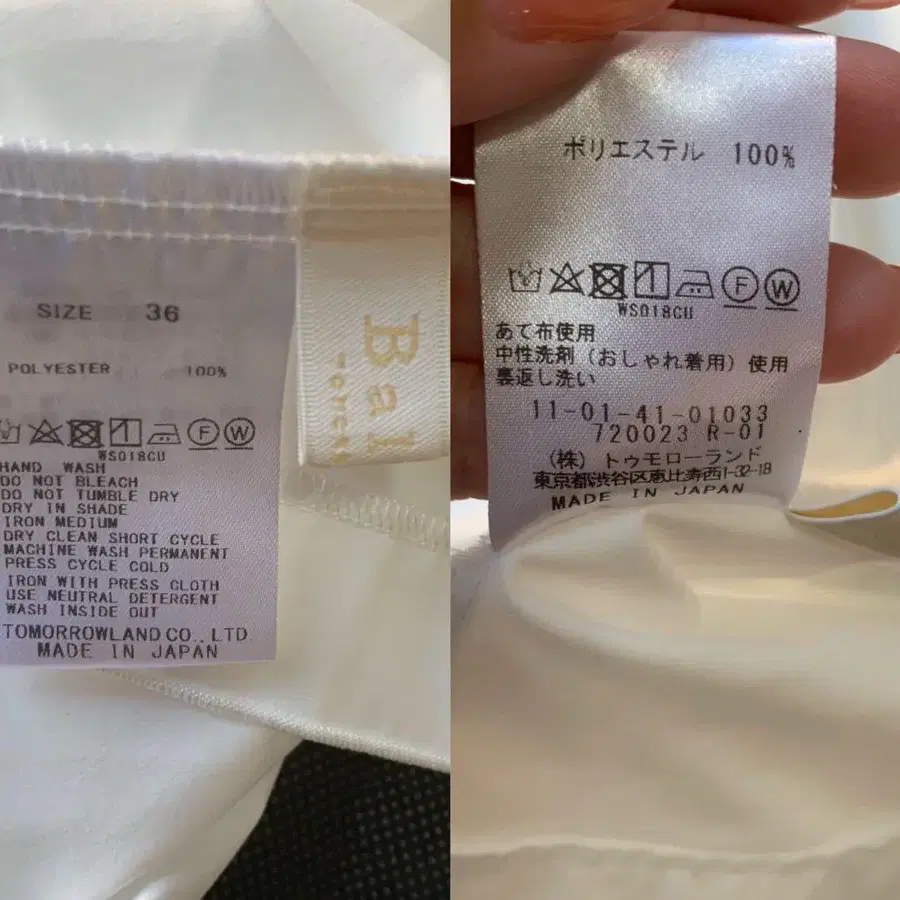 SIZE 36
POLYESTER 100%
WS018CU
HAND WASH
DO NOT BLEACH
DO NOT TUMBLE DRY
DRY IN SHADE
IRON MEDIUM
DRY CLEAN SHORT CYCLE
MACHINE WASH PERMANENT
PRESS CYCLE COLD
IRON WITH PRESS CLOTH
USE NEUTRAL DETERGENT
WASH INSIDE OUT
TOMORROWLAND CO., LTD.
MADE IN JAPAN
Bal
ポリエステル 100%
F W
WS018CU
あて布使用
中性洗剤（おしゃれ着用）使用
裏返し洗い
11-01-41-01033
720023 R-01
（株）トゥモローランド
東京都渋谷区恵比寿西1-32-18
MADE IN JAPAN